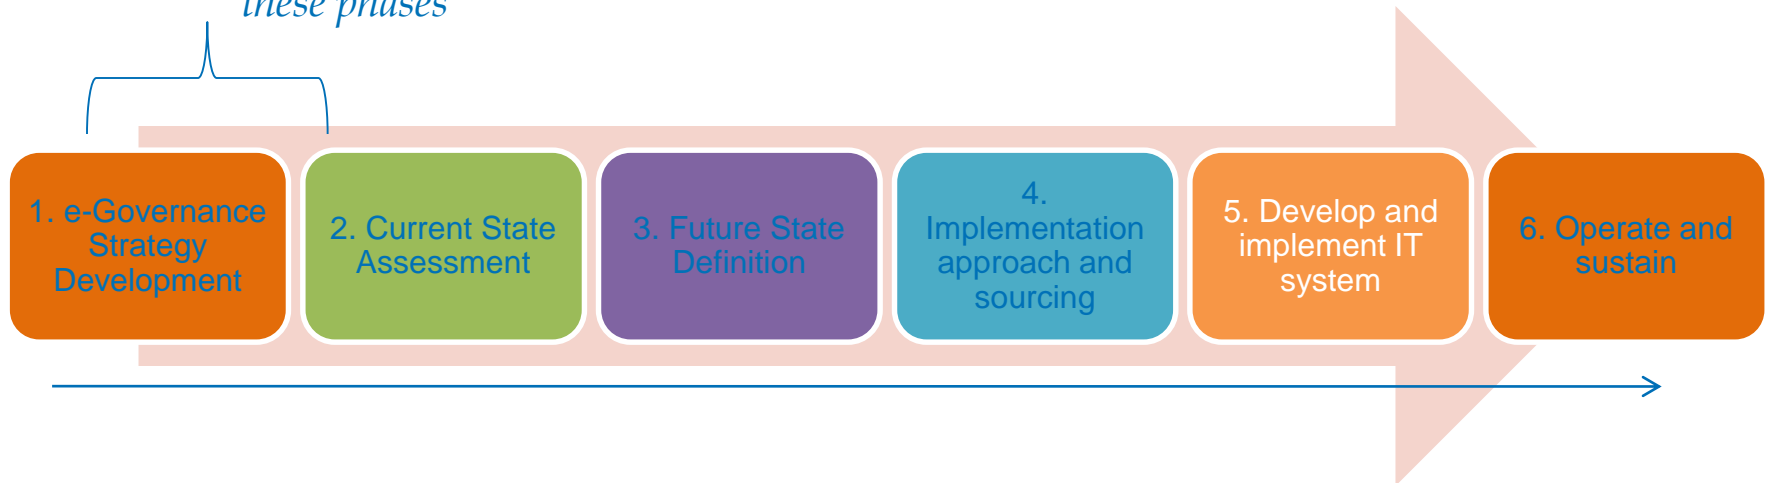 these phases
1. e-Governance
Strategy
Development
2. Current State
Assessment
3. Future State
Definition
4.
Implementation
approach and
sourcing
5. Develop and
implement IT
system
6. Operate and
sustain